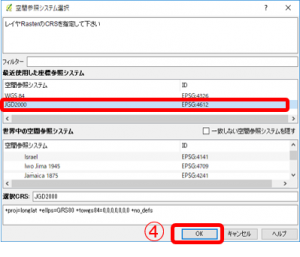 空間参照システム選択
レイヤRasterのCRSを指定して下さい
フィルター
最近使用した座標参照システム
空間参照システム ID
WGS 84 EPSG:4326
JGD2000 EPSG:4612
世界中の空間参照システム 一致しない空間参照システムを隠す
空間参照システム ID
Israel EPSG:4141
Iwo Jima 1945 EPSG:4709
Jamaica 1875 EPSG:4241
選択CRS: JGD2000
+proj=longlat +ellps=GRS80 +towgs84=0,0,0,0,0,0,0 +no_defs
④ OK キャンセル ヘルプ